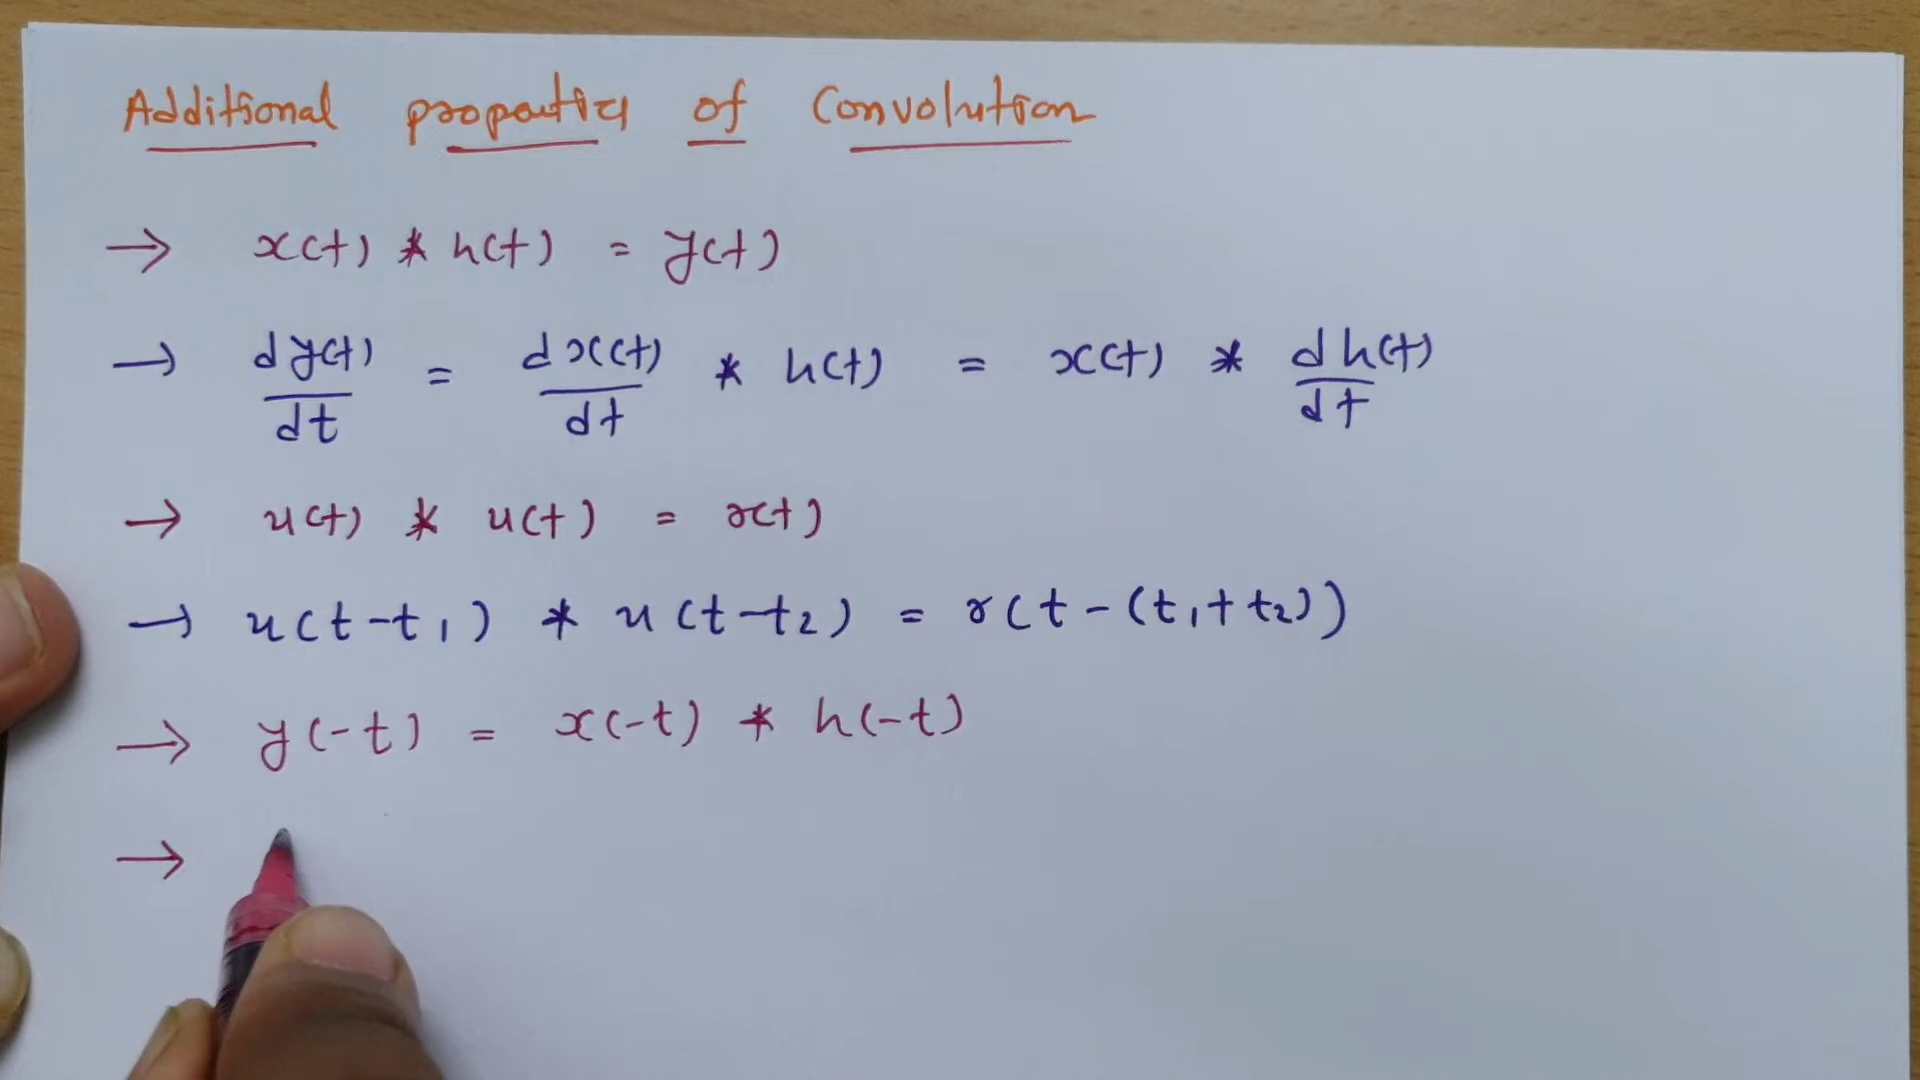 Additional properties of Convolution
→ x(t) * h(t) = y(t)
→ dy(t)/dt = dx(t)/dt * h(t) = x(t) * dh(t)/dt
→ u(t) * u(t) = r(t)
→ u(t-t₁) * u(t-t₂) = r(t-(t₁+t₂))
→ y(-t) = x(-t) * h(-t)
→